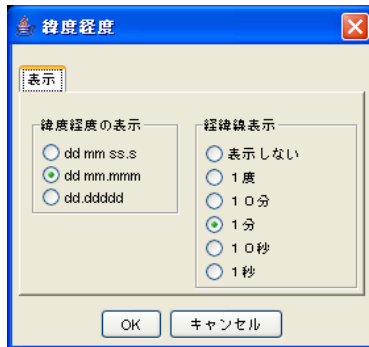 緯度経度
表示
緯度経度の表示
dd mm ss.s
dd mm.mmm
dd.ddddd
経緯線表示
表示しない
1度
10分
1分
10秒
1秒
OK
キャンセル